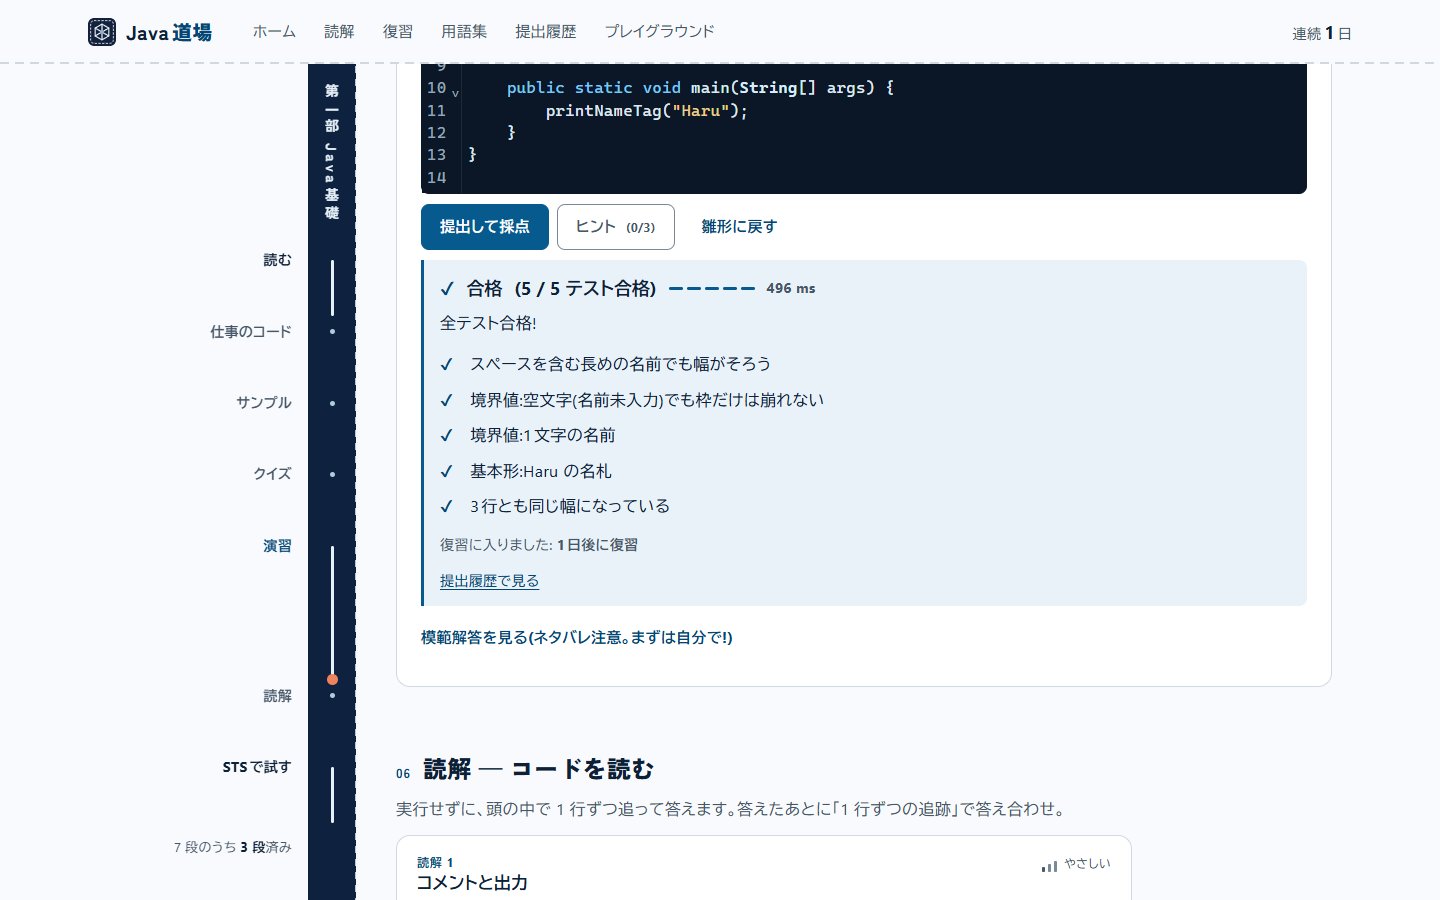 Java 道場
ホーム 読解 復習 用語集 提出履歴 プレイグラウンド
連続 1 日
第一部 Java 基礎
読む
仕事のコード
サンプル
クイズ
演習
読解
STS で試す
7 段のうち 3 段済み
9
10 public static void main(String[] args) {
11 printNameTag("Haru");
12 }
13 }
14
提出して採点 ヒント (0/3) 雛形に戻す
✓ 合格 (5 / 5 テスト合格) 496 ms
全テスト合格!
✓ スペースを含む長めの名前でも幅がそろう
✓ 境界値:空文字(名前未入力)でも枠だけは崩れない
✓ 境界値:1 文字の名前
✓ 基本形:Haru の名札
✓ 3 行とも同じ幅になっている
復習に入りました: 1 日後に復習
提出履歴で見る
模範解答を見る(ネタバレ注意。まずは自分で!)
06 読解 — コードを読む
実行せずに、頭の中で 1 行ずつ追って答えます。答えたあとに「1 行ずつの追跡」で答え合わせ。
読解 1 やさしい
コメントと出力